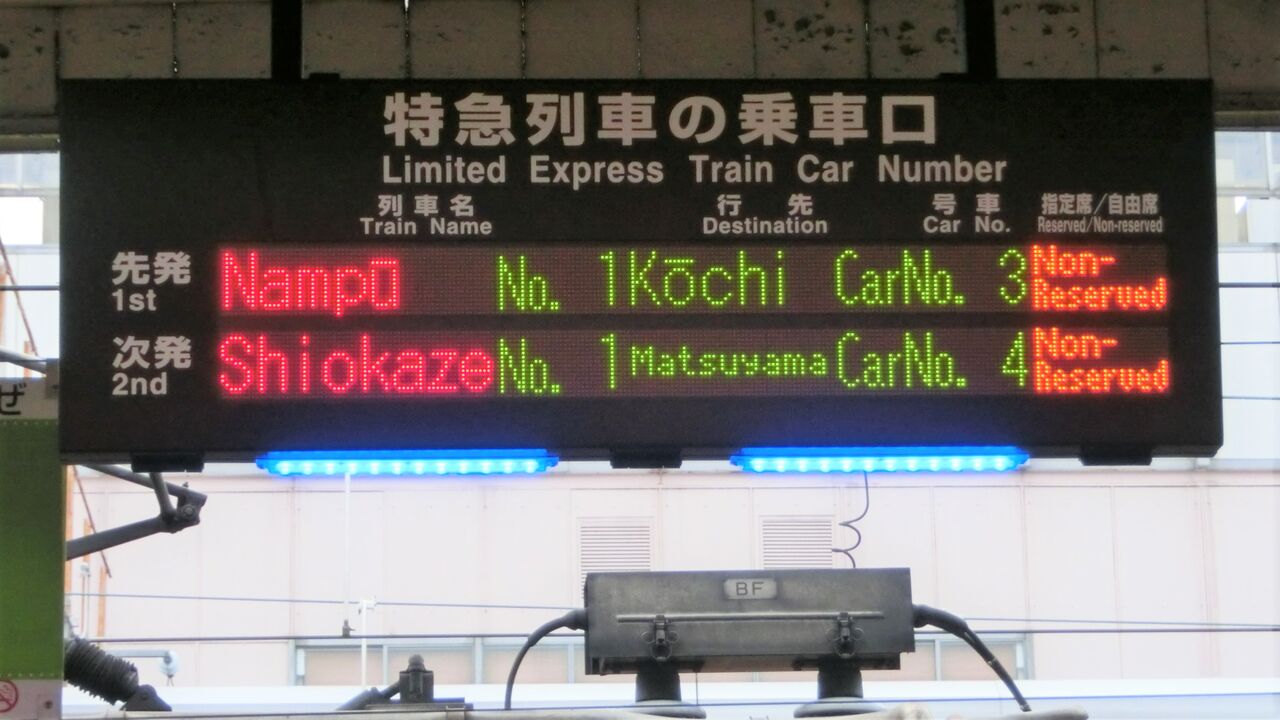 特急列車の乗車口
Limited Express Train Car Number
列車名 行先 号車 指定席/自由席
Train Name Destination Car No. Reserved/Non-reserved
先発 Nampū No. 1 Kōchi CarNo. 3 Non-
1st Reserved
次発 Shiokaze No. 1 Matsuyama CarNo. 4 Non-
2nd Reserved
ぜ
BF